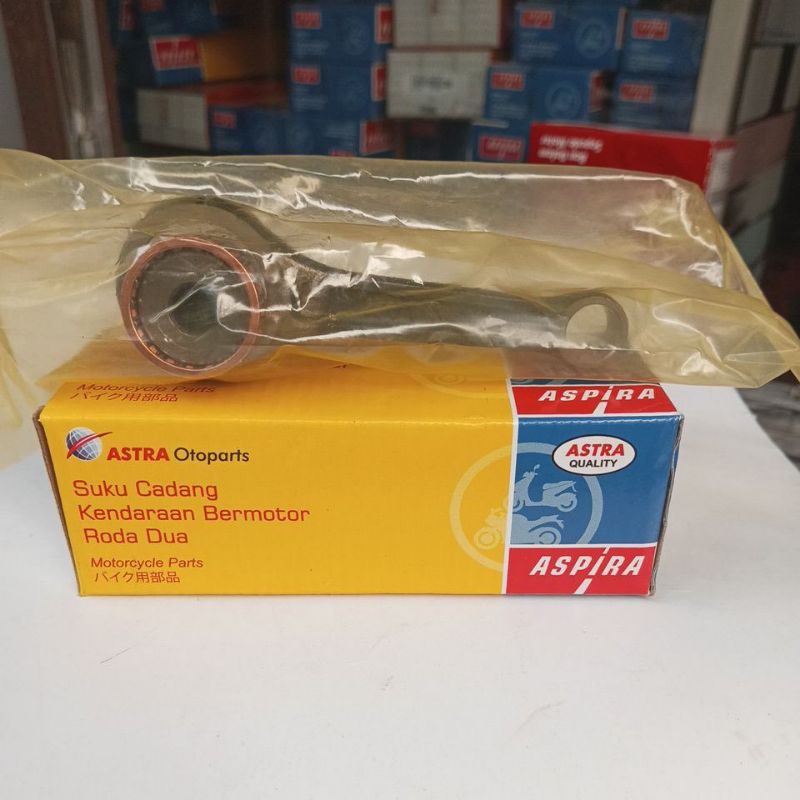 Motorcycle Parts
バイク用部品
ASPIRA
ASTRA Otoparts
ASTRA
QUALITY
Suku Cadang
Kendaraan Bermotor
Roda Dua
Motorcycle Parts
バイク用部品
ASPIRA